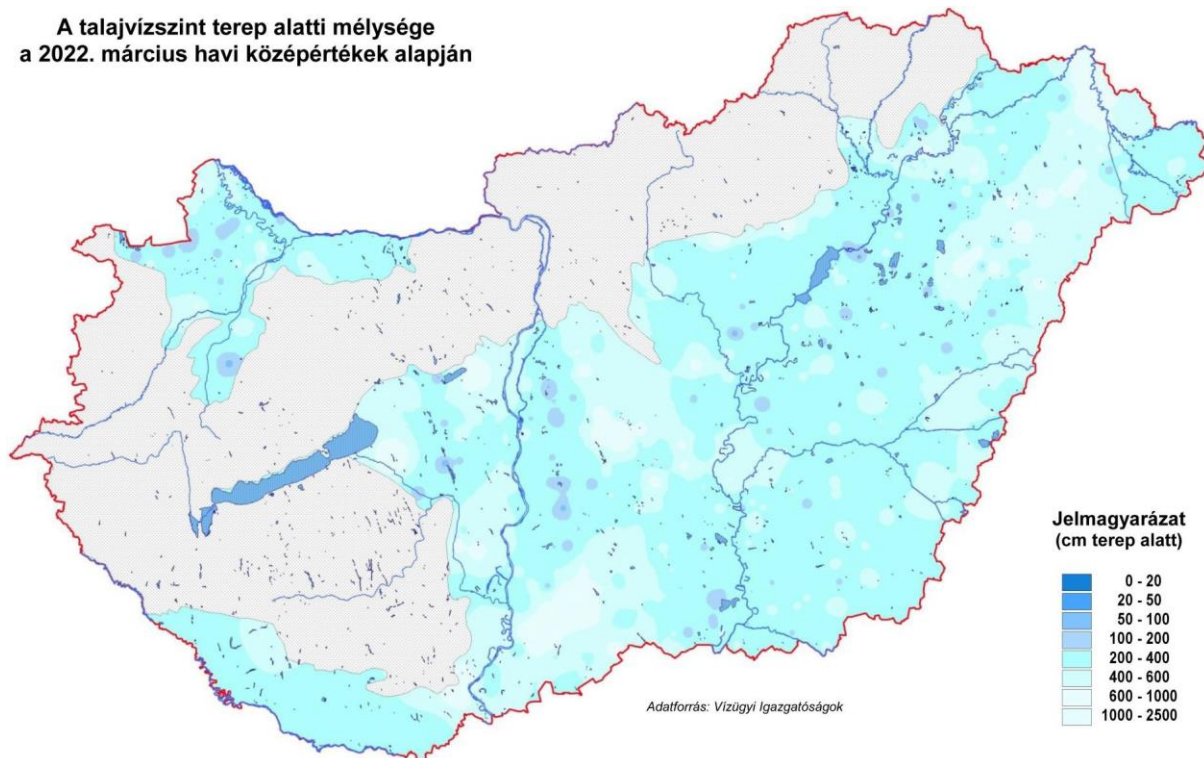 A talajvízszint terep alatti mélysége
a 2022. március havi középértékek alapján
Jelmagyarázat
(cm terep alatt)
0 - 20
20 - 50
50 - 100
100 - 200
200 - 400
400 - 600
600 - 1000
1000 - 2500
Adatforrás: Vízügyi Igazgatóságok